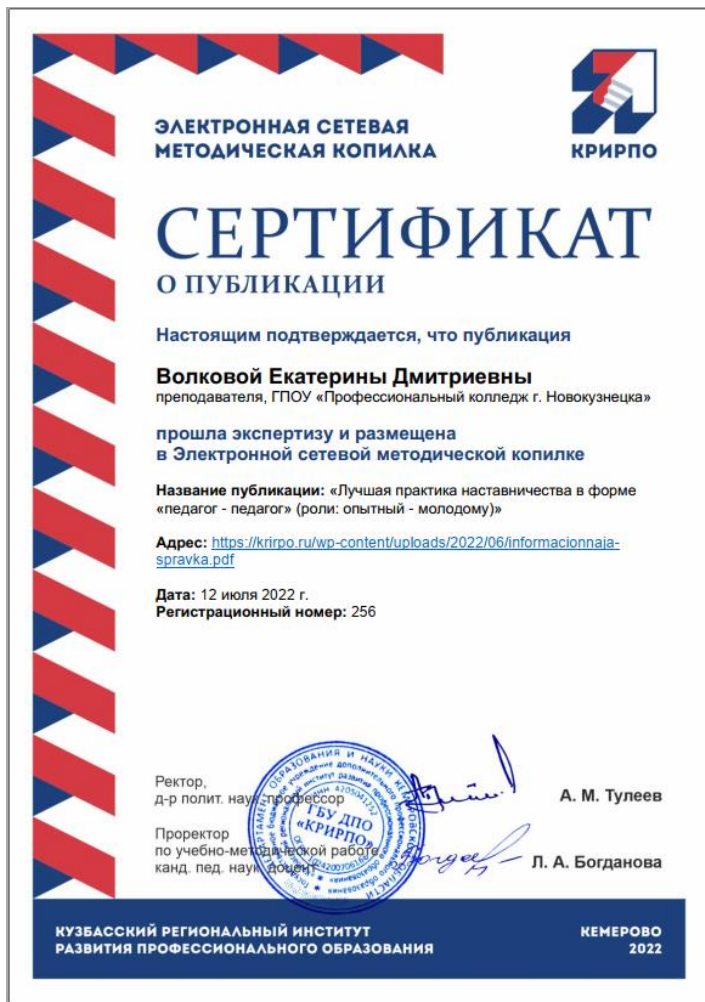 ЭЛЕКТРОННАЯ СЕТЕВАЯ
МЕТОДИЧЕСКАЯ КОПИЛКА
КРИРПО
СЕРТИФИКАТ
О ПУБЛИКАЦИИ
Настоящим подтверждается, что публикация
Волковой Екатерины Дмитриевны
преподавателя, ГПОУ «Профессиональный колледж г. Новокузнецка»
прошла экспертизу и размещена
в Электронной сетевой методической копилке
Название публикации: «Лучшая практика наставничества в форме
«педагог - педагог» (роли: опытный - молодому)»
Адрес: https://krirpo.ru/wp-content/uploads/2022/06/informacionnaja-
spravka.pdf
Дата: 12 июля 2022 г.
Регистрационный номер: 256
Ректор,
д-р полит. наук, профессор
А. М. Тулеев
Проректор
по учебно-методической работе,
канд. пед. наук, доцент
Л. А. Богданова
ГБУ ДПО
«КРИРПО»
КУЗБАССКИЙ РЕГИОНАЛЬНЫЙ ИНСТИТУТ
РАЗВИТИЯ ПРОФЕССИОНАЛЬНОГО ОБРАЗОВАНИЯ
КЕМЕРОВО
2022